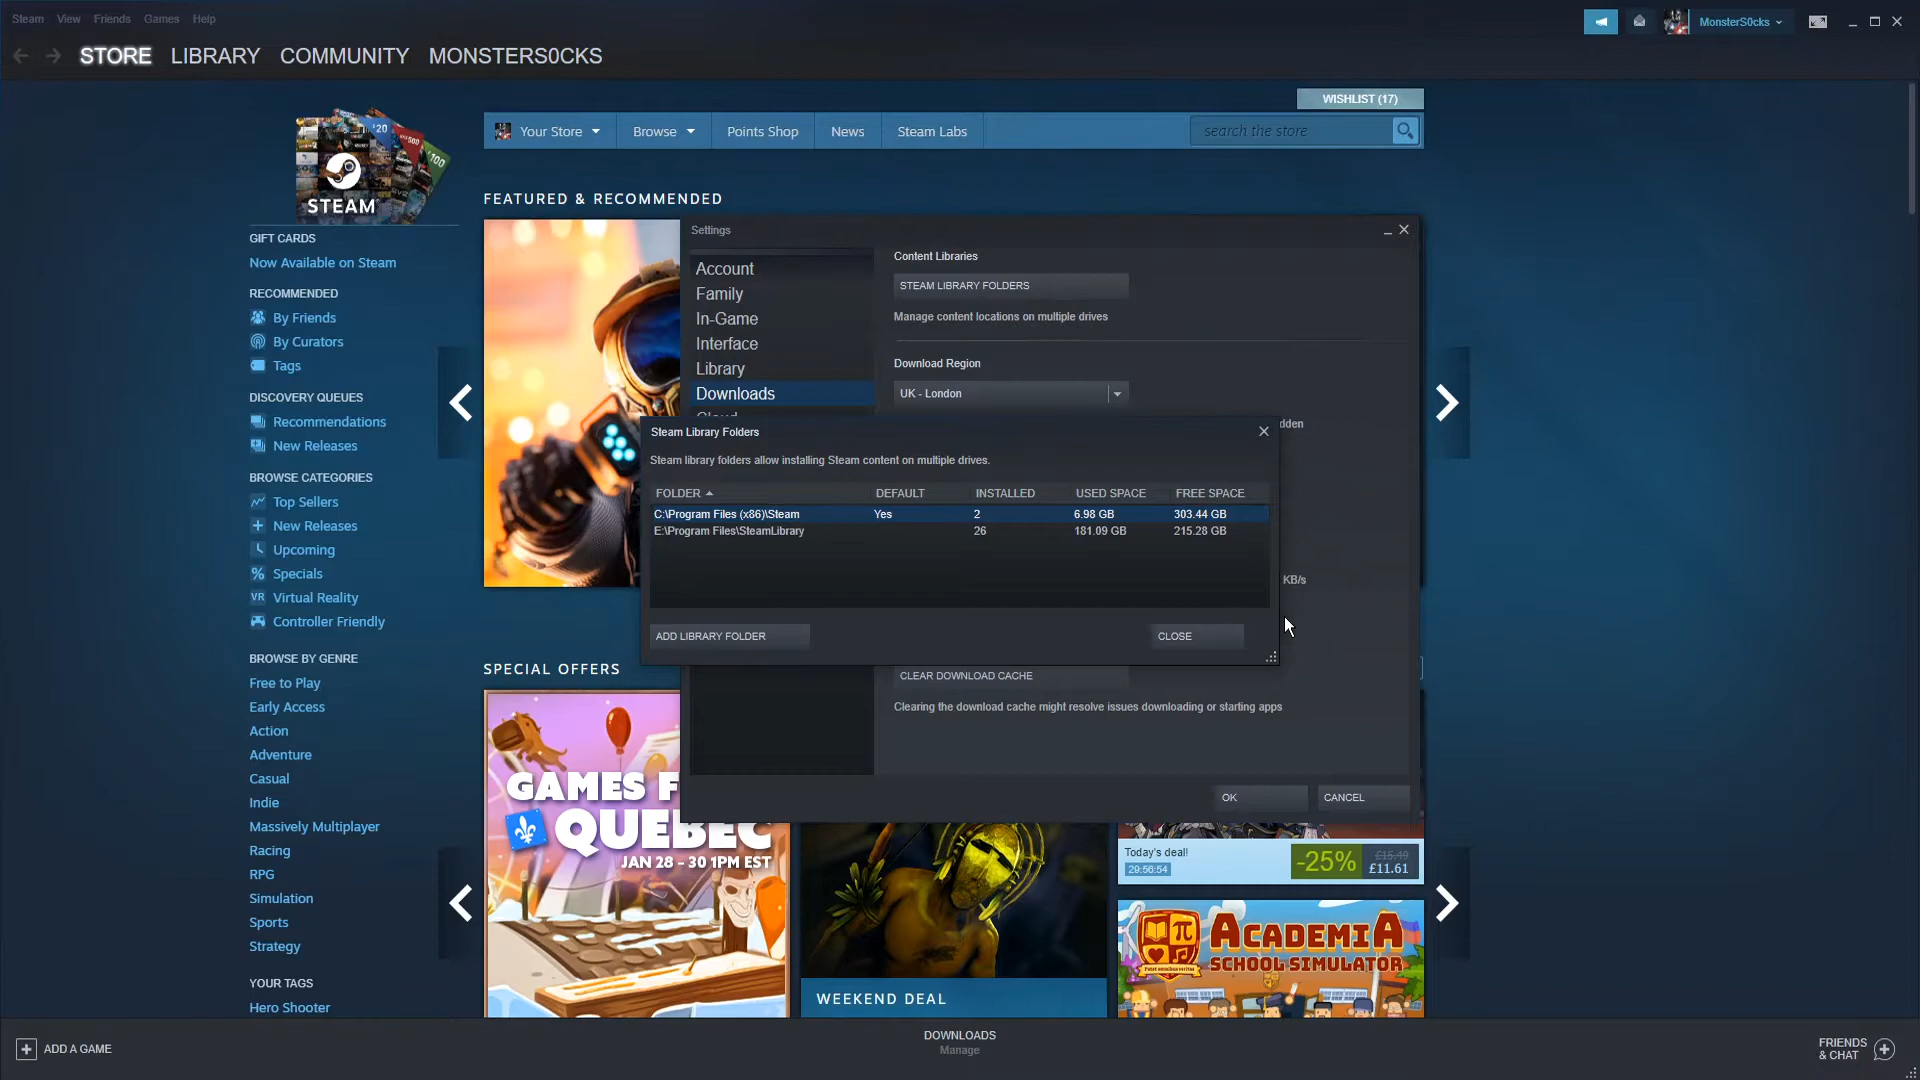 Steam View Friends Games Help
MonsterS0cks
STORE LIBRARY COMMUNITY MONSTERS0CKS
WISHLIST (17)
Your Store Browse Points Shop News Steam Labs search the store
$20
$100
STEAM
FEATURED & RECOMMENDED
GIFT CARDS
Now Available on Steam
RECOMMENDED
By Friends
By Curators
Tags
DISCOVERY QUEUES
Recommendations
New Releases
BROWSE CATEGORIES
Top Sellers
New Releases
Upcoming
Specials
VR Virtual Reality
Controller Friendly
BROWSE BY GENRE
Free to Play
Early Access
Action
Adventure
Casual
Indie
Massively Multiplayer
Racing
RPG
Simulation
Sports
Strategy
YOUR TAGS
Hero Shooter
Settings
Account
Family
In-Game
Interface
Library
Downloads
Content Libraries
STEAM LIBRARY FOLDERS
Manage content locations on multiple drives
Download Region
UK - London
dden
KB/s
Steam Library Folders
Steam library folders allow installing Steam content on multiple drives.
FOLDER DEFAULT INSTALLED USED SPACE FREE SPACE
C:\Program Files (x86)\Steam Yes 2 6.98 GB 303.44 GB
E:\Program Files\SteamLibrary 26 181.09 GB 215.28 GB
ADD LIBRARY FOLDER CLOSE
CLEAR DOWNLOAD CACHE
Clearing the download cache might resolve issues downloading or starting apps
OK CANCEL
SPECIAL OFFERS
GAMES F
QUEBEC
JAN 28 - 30 1PM EST
WEEKEND DEAL
Today's deal!
29:56:54
-25% £15.49 £11.61
ACADEMIA
SCHOOL SIMULATOR
ADD A GAME
DOWNLOADS
Manage
FRIENDS
& CHAT